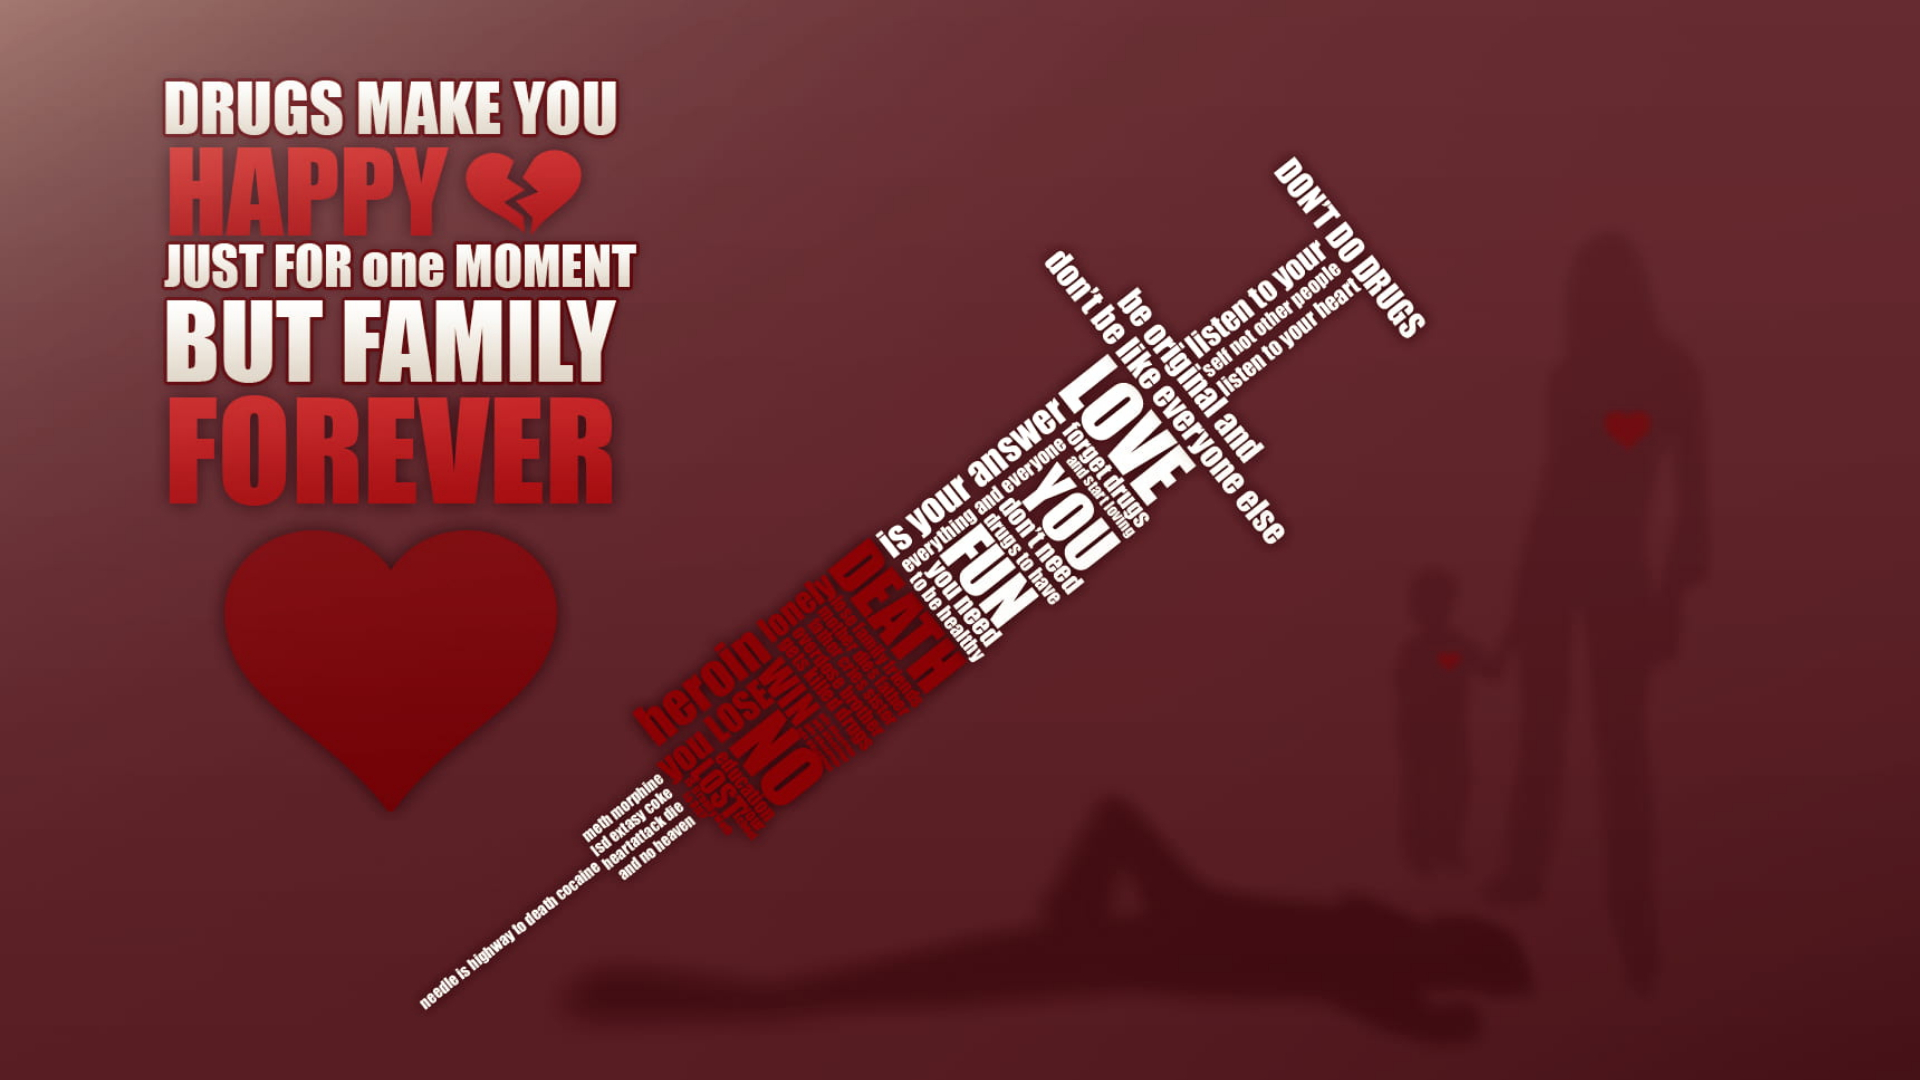 DRUGS MAKE YOU
HAPPY
JUST FOR one MOMENT
BUT FAMILY
FOREVER
DON'T DO DRUGS
listen to your
self not other people
listen to your heart
be original and
don't be like everyone else
LOVE
is your answer
forget drugs
and start loving
everything and everyone
YOU
don't need
drugs to have
FUN
you need
to be healthy
DEATH
heroin lonely
lose family friends
WIN
you LOSE
NO
education
LOST
meth morphine
lsd extasy coke
heartattack die
and no heaven
needle is highway to death cocaine